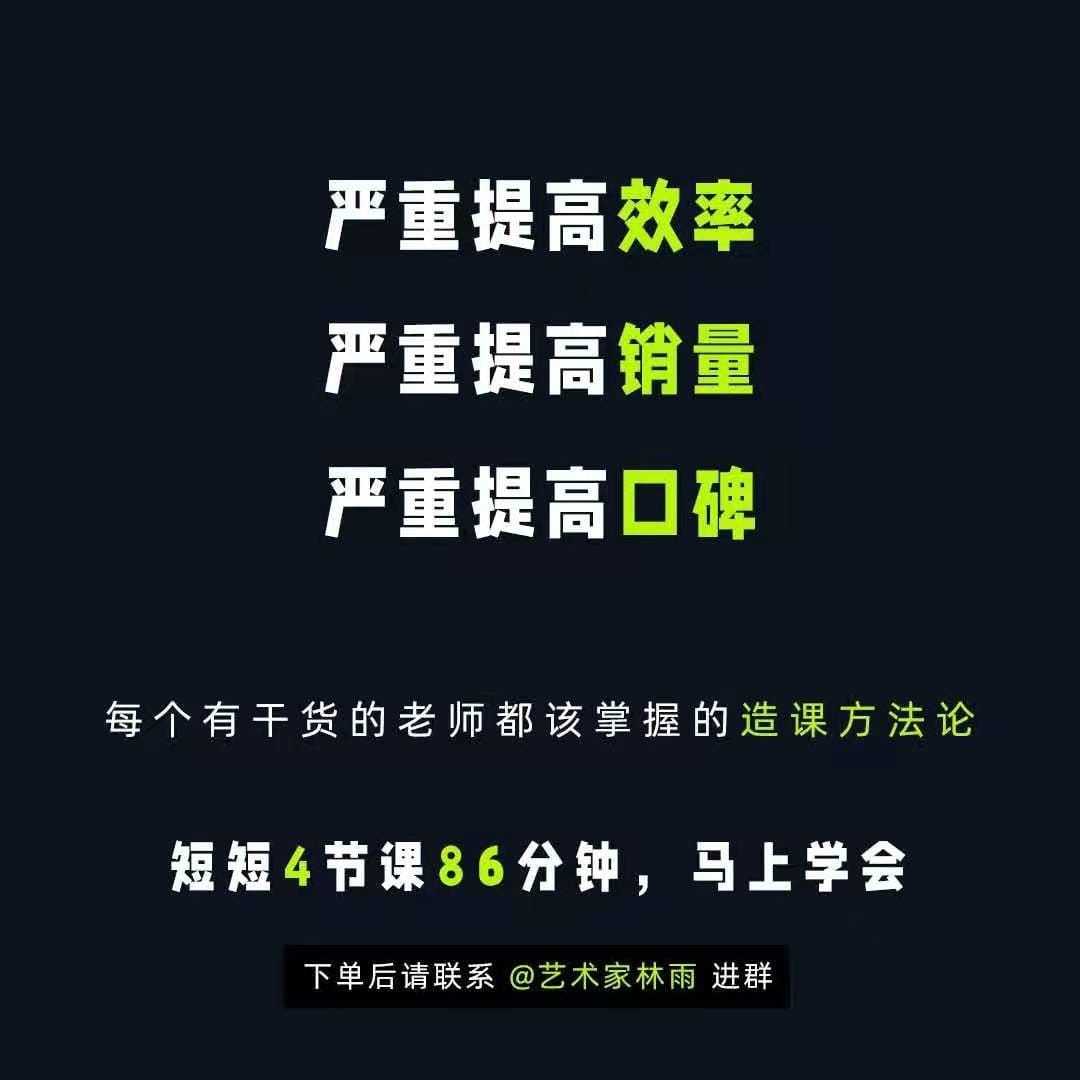 严重提高效率
严重提高销量
严重提高口碑
每个有干货的老师都该掌握的造课方法论
短短4节课86分钟，马上学会
下单后请联系 @艺术家林雨 进群